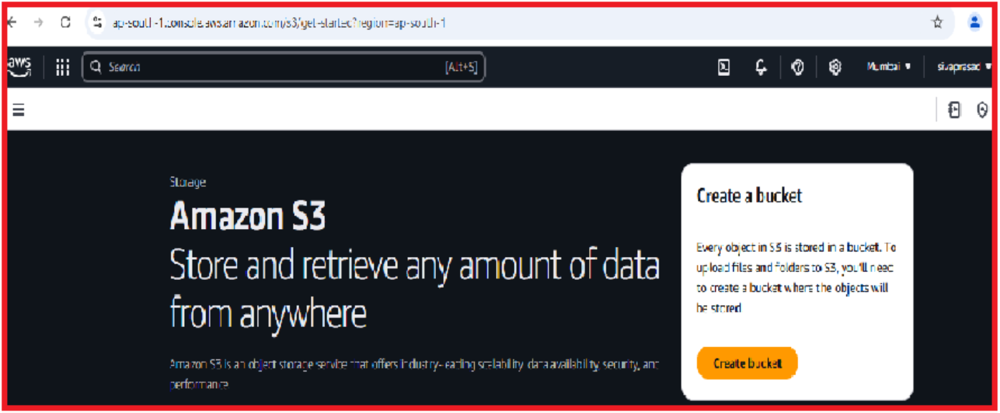 ap-south-1.console.aws.amazon.com/s3/get-started?region=ap-south-1
aws
Search
[Alt+S]
Mumbai
sivaprasad
Storage
Amazon S3
Store and retrieve any amount of data
from anywhere
Amazon S3 is an object storage service that offers industry-leading scalability, data availability, security, and
performance
Create a bucket
Every object in S3 is stored in a bucket. To
upload files and folders to S3, you'll need
to create a bucket where the objects will
be stored
Create bucket